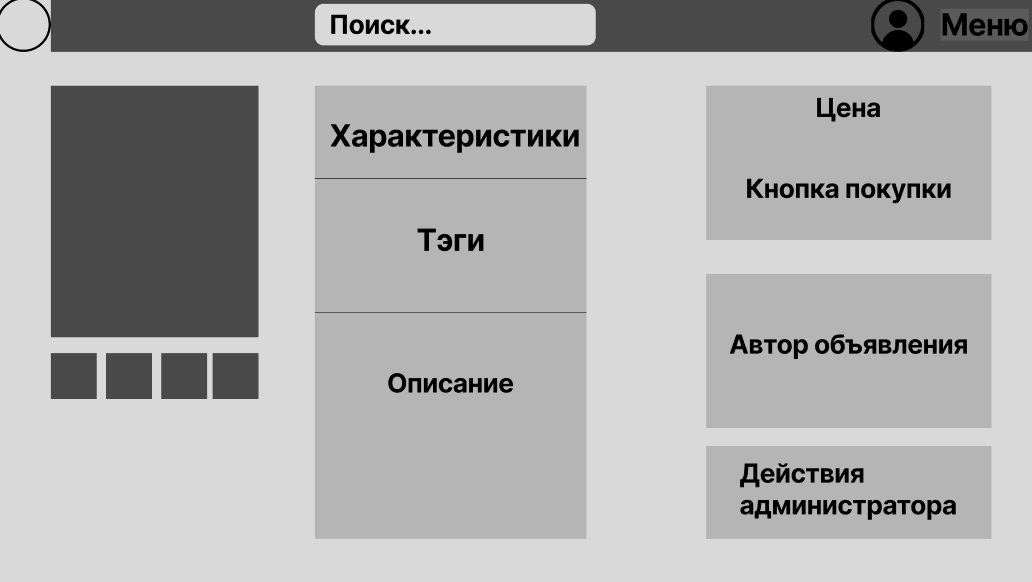 Поиск...
Меню
Характеристики
Тэги
Описание
Цена
Кнопка покупки
Автор объявления
Действия
администратора